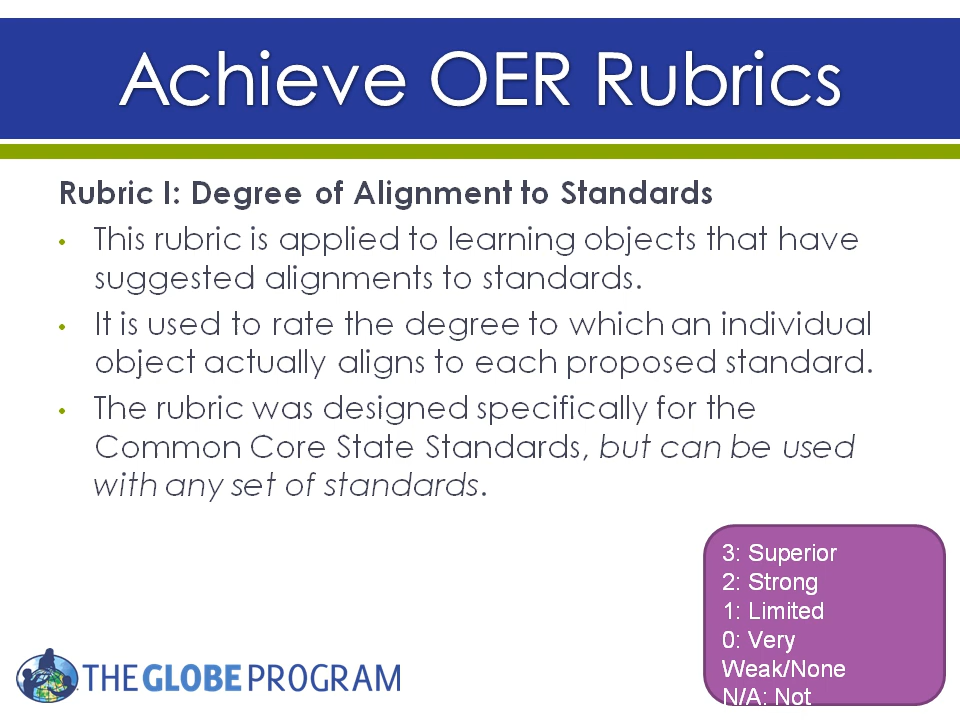 Achieve OER Rubrics
Rubric I: Degree of Alignment to Standards
• This rubric is applied to learning objects that have
suggested alignments to standards.
• It is used to rate the degree to which an individual
object actually aligns to each proposed standard.
• The rubric was designed specifically for the
Common Core State Standards, but can be used
with any set of standards.
3: Superior
2: Strong
1: Limited
0: Very
Weak/None
N/A: Not
THE GLOBE PROGRAM